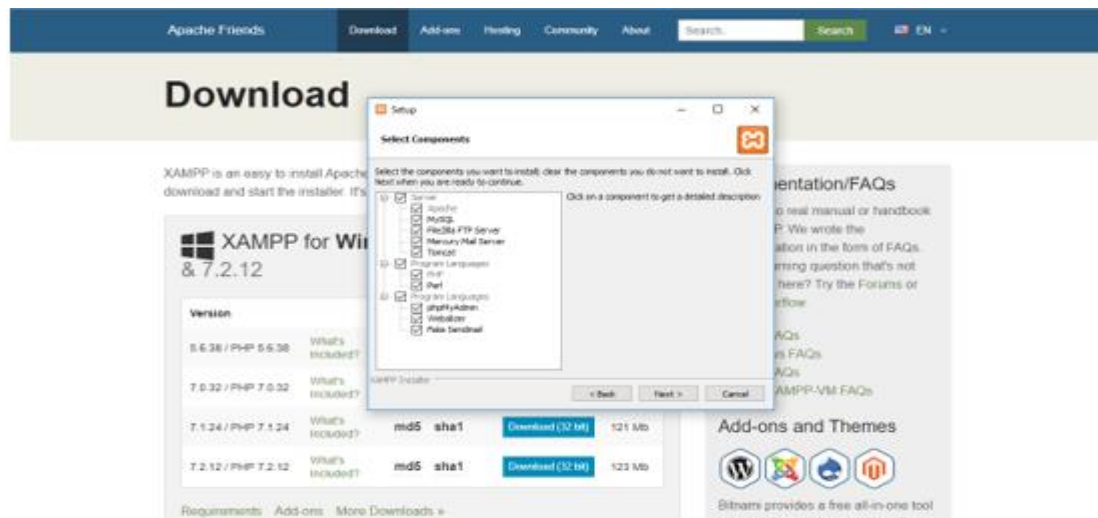 Apache Friends
Download Add-ons Hosting Community About Search. Search EN
Download
Setup
Select Components
Select the components you want to install; clear the components you do not want to install. Click
Next when you are ready to continue.
Click on a component to get a detailed description
Server
Apache
MySQL
FileZilla FTP Server
Mercury Mail Server
Tomcat
Program Languages
PHP
Perl
Program Languages
phpMyAdmin
Webalizer
Fake Sendmail
XAMPP Installer
< Back Next > Cancel
XAMPP is an easy to install Apache
download and start the installer. It's
XAMPP for Wi
& 7.2.12
Version
5.6.38 / PHP 5.6.38 What's Included?
7.0.32 / PHP 7.0.32 What's Included?
7.1.24 / PHP 7.1.24 What's Included? md5 sha1 Download (32 bit) 121 Mb
7.2.12 / PHP 7.2.12 What's Included? md5 sha1 Download (32 bit) 123 Mb
Requirements Add-ons More Downloads »
entation/FAQs
o real manual or handbook
P. We wrote the
ation in the form of FAQs.
rning question that's not
here? Try the Forums or
rflow
AQs
s FAQs
AQs
AMPP-VM FAQs
Add-ons and Themes
Bitnami provides a free all-in-one tool